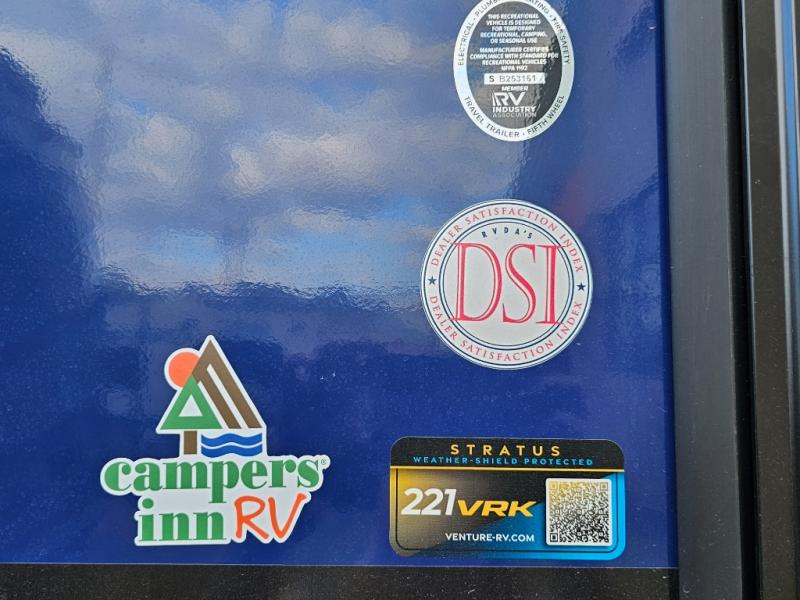 ELECTRICAL · PLUMBING · HEATING · FIRE SAFETY
THIS RECREATIONAL
VEHICLE IS DESIGNED
FOR TEMPORARY
RECREATIONAL, CAMPING,
OR SEASONAL USE
MANUFACTURER CERTIFIES
COMPLIANCE WITH STANDARD FOR
RECREATIONAL VEHICLES
NFPA 1192
S B253161
MEMBER
RV
INDUSTRY
ASSOCIATION
TRAVEL TRAILER · FIFTH WHEEL
DEALER SATISFACTION INDEX
RVDA'S
DSI
DEALER SATISFACTION INDEX
campers®
inn RV
STRATUS
WEATHER-SHIELD PROTECTED
221VRK
VENTURE-RV.COM